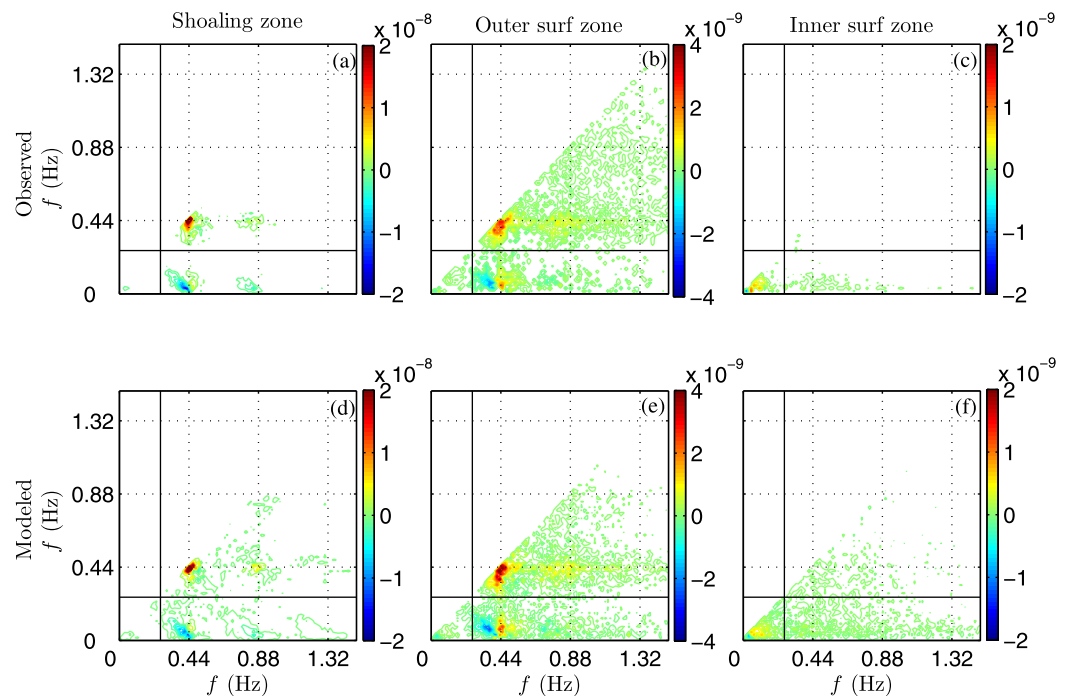 Shoaling zone
Outer surf zone
Inner surf zone
x 10⁻⁸
x 10⁻⁹
x 10⁻⁹
(a)
(b)
(c)
Observed
f (Hz)
1.32
0.88
0.44
0
2
1
0
−1
−2
4
2
0
−2
−4
2
1
0
−1
−2
x 10⁻⁸
x 10⁻⁹
x 10⁻⁹
(d)
(e)
(f)
Modeled
f (Hz)
1.32
0.88
0.44
0
2
1
0
−1
−2
4
2
0
−2
−4
2
1
0
−1
−2
0 0.44 0.88 1.32
0 0.44 0.88 1.32
0 0.44 0.88 1.32
f (Hz)
f (Hz)
f (Hz)